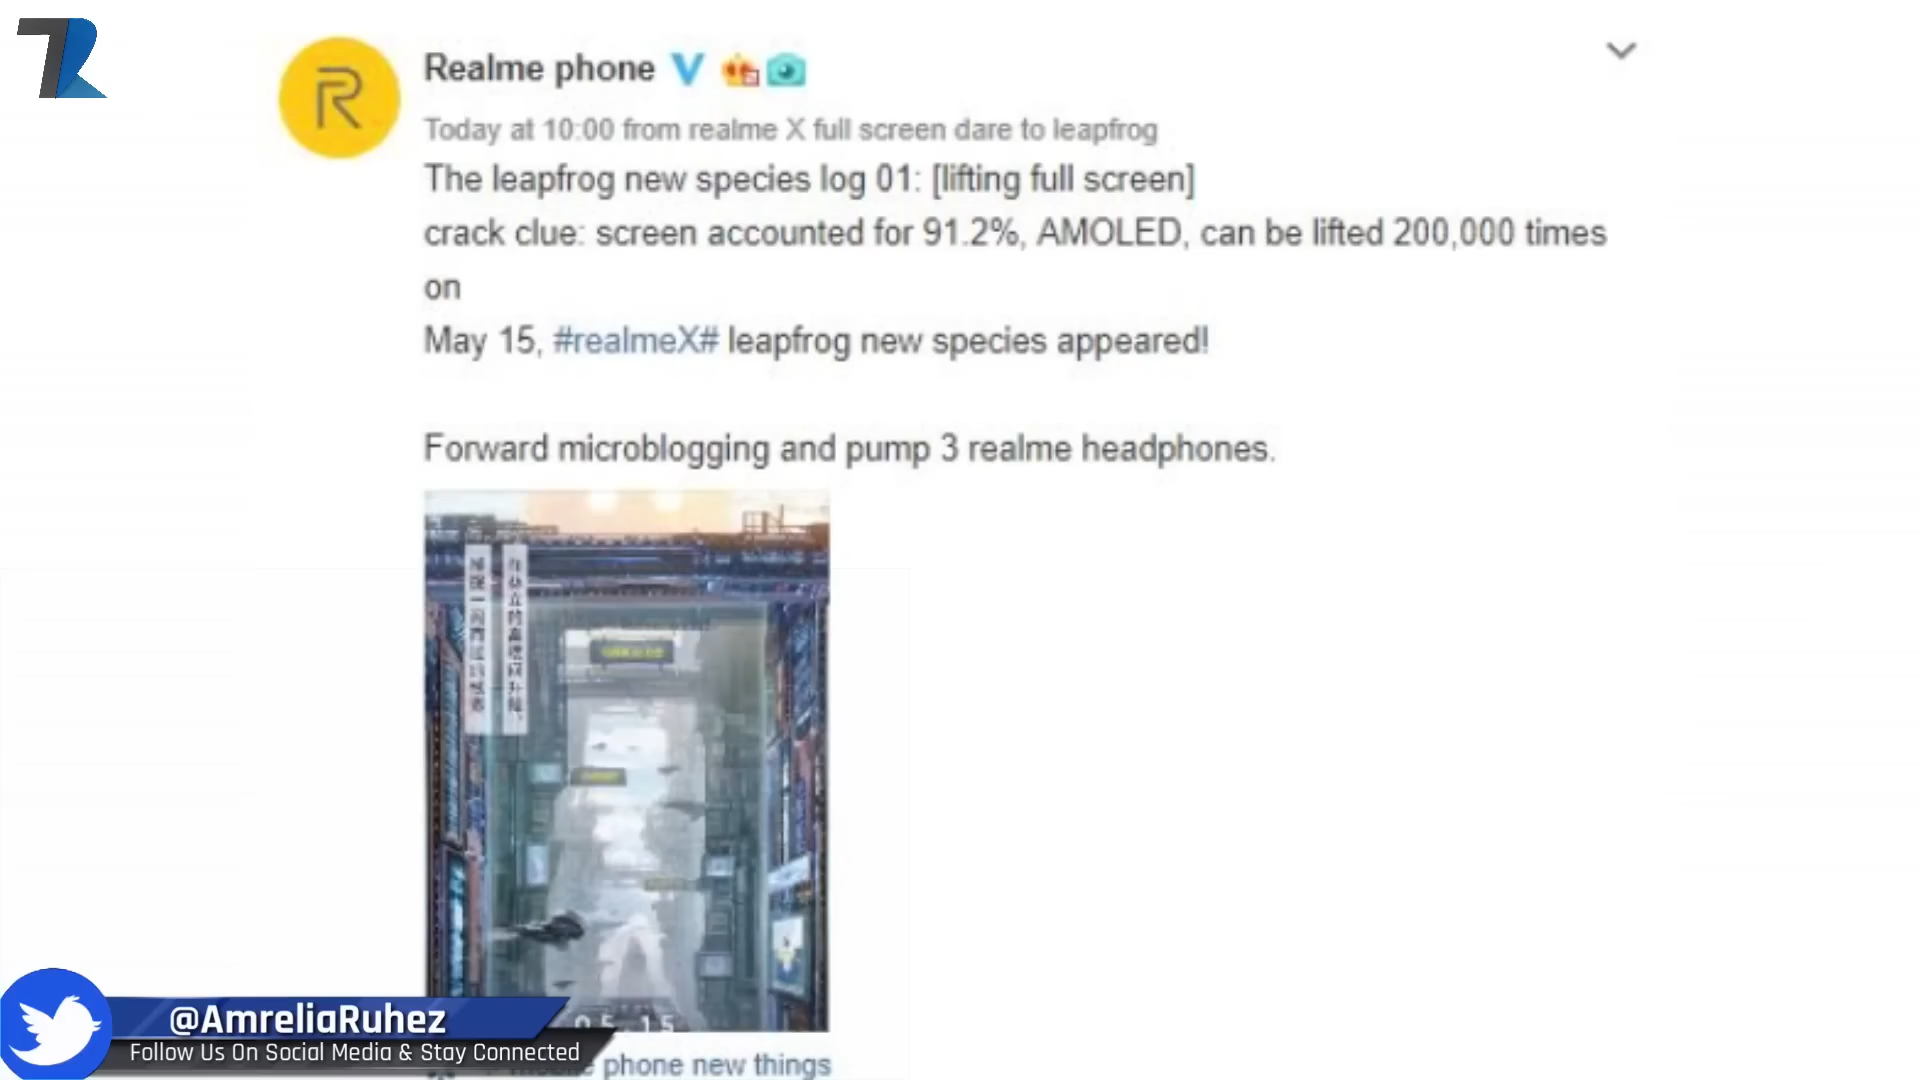 Realme phone
Today at 10:00 from realme X full screen dare to leapfrog
The leapfrog new species log 01: [lifting full screen]
crack clue: screen accounted for 91.2%, AMOLED, can be lifted 200,000 times
on
May 15, #realmeX# leapfrog new species appeared!
Forward microblogging and pump 3 realme headphones.
05.15
phone new things
@AmreliaRuhez
Follow Us On Social Media & Stay Connected